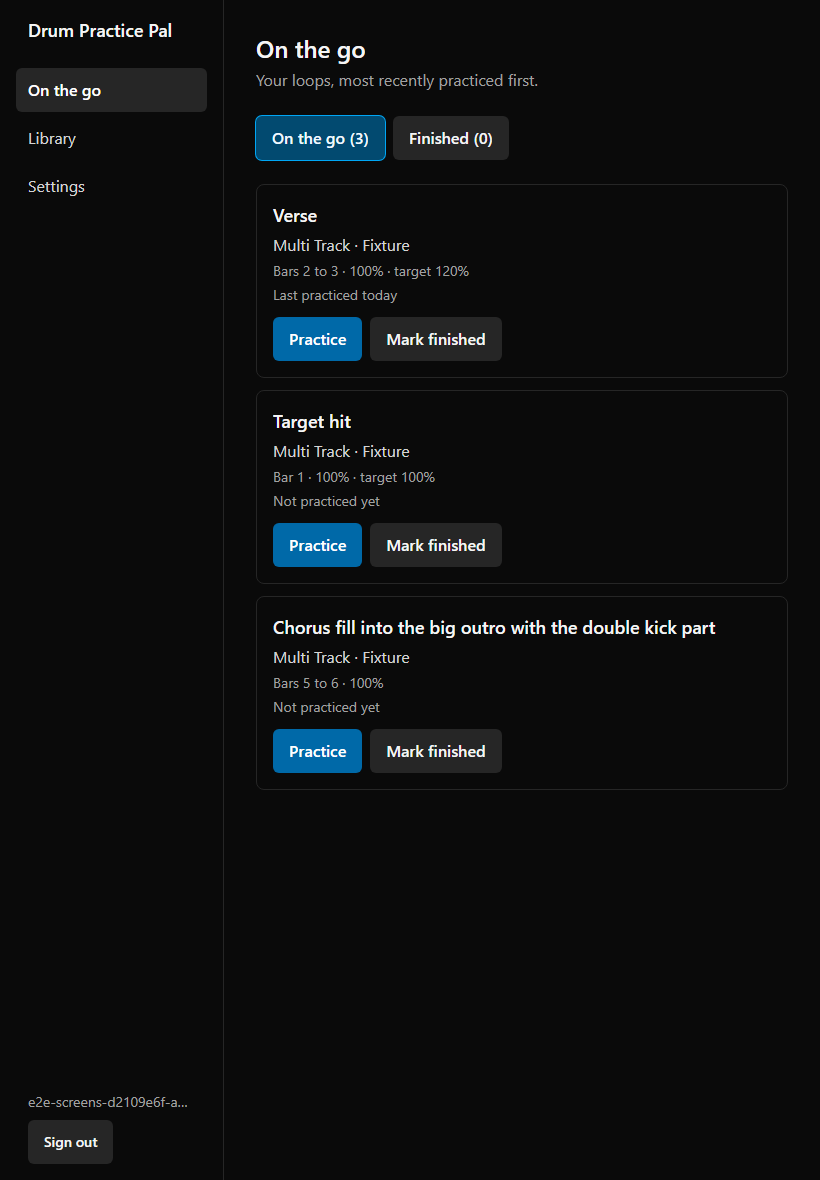 Drum Practice Pal
On the go
Library
Settings
e2e-screens-d2109e6f-a...
Sign out
On the go
Your loops, most recently practiced first.
On the go (3)
Finished (0)
Verse
Multi Track · Fixture
Bars 2 to 3 · 100% · target 120%
Last practiced today
Practice
Mark finished
Target hit
Multi Track · Fixture
Bar 1 · 100% · target 100%
Not practiced yet
Practice
Mark finished
Chorus fill into the big outro with the double kick part
Multi Track · Fixture
Bars 5 to 6 · 100%
Not practiced yet
Practice
Mark finished